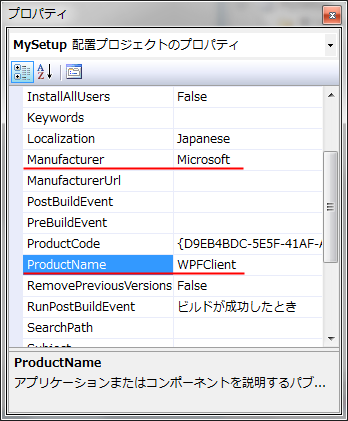 プロパティ
MySetup 配置プロジェクトのプロパティ
InstallAllUsers False
Keywords
Localization Japanese
Manufacturer Microsoft
ManufacturerUrl
PostBuildEvent
PreBuildEvent
ProductCode {D9EB4BDC-5E5F-41AF-A
ProductName WPFClient
RemovePreviousVersions False
RunPostBuildEvent ビルドが成功したとき
SearchPath
Subject
ProductName
アプリケーションまたはコンポーネントを説明するパブ...